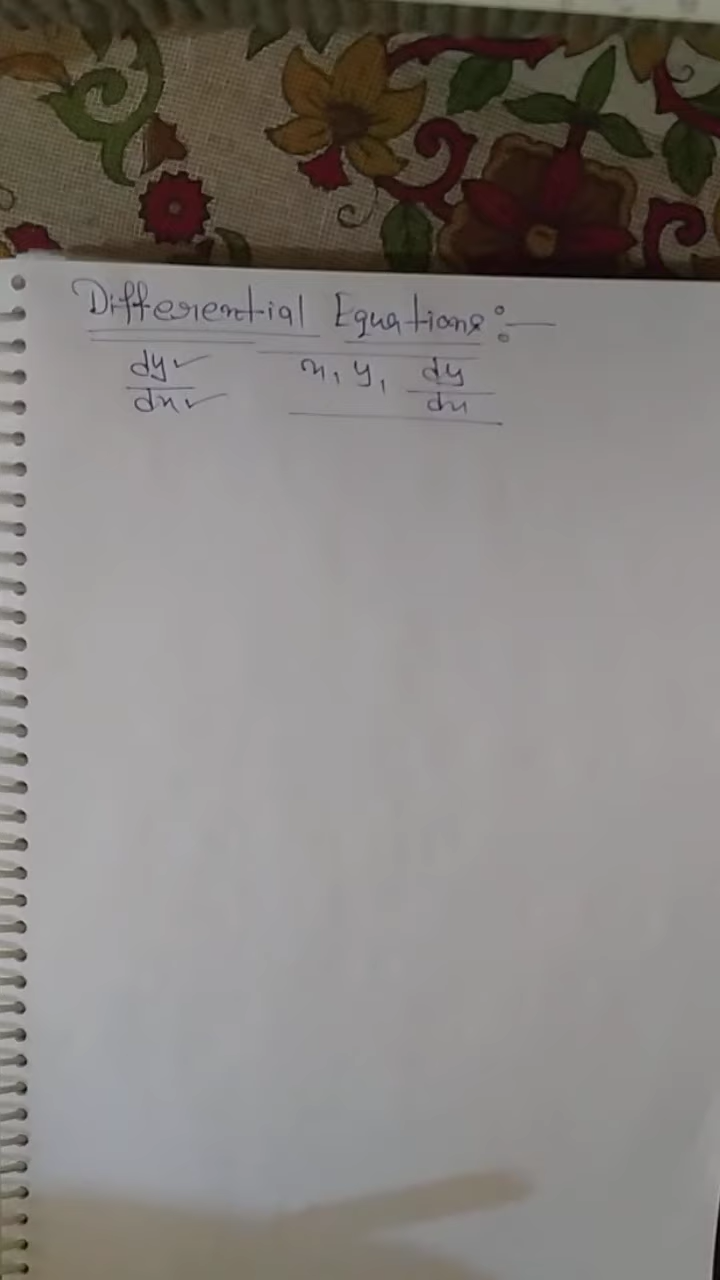 Differential Equations:—
dy/dx x, y, dy/dx